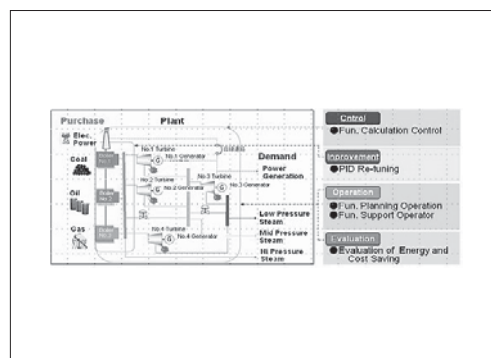 Purchase
Plant
Elec.
Power
Coal
Oil
Gas
No.1 Turbine
No.1 Generator
No.2 Turbine
No.2 Generator
No.3 Turbine
No.3 Generator
No.4 Turbine
No.4 Generator
G
G
G
G
Demand
Power
Generation
Low Pressure
Steam
Mid Pressure
Steam
Hi Pressure
Steam
Cntrol
●Fun. Calculation Control
Inprovement
●PID Re-tuning
Operation
●Fun. Planning Operation
●Fun. Support Operator
Evaluation
●Evaluation of Energy and
Cost Saving